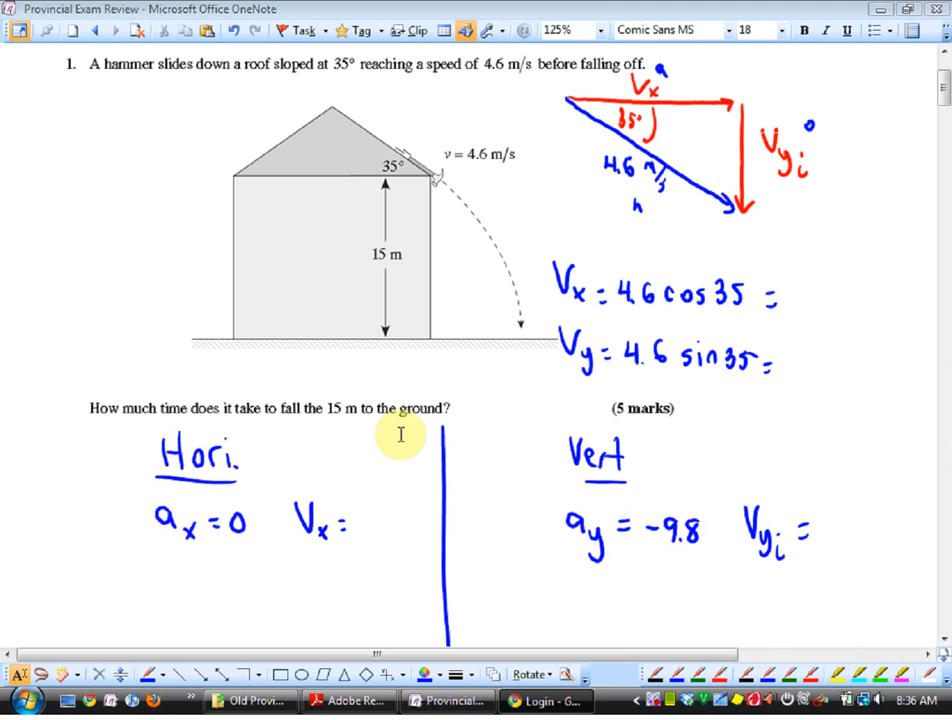 Provincial Exam Review - Microsoft Office OneNote
Task Tag Clip 125% Comic Sans MS 18 B I U
1. A hammer slides down a roof sloped at 35° reaching a speed of 4.6 m/s before falling off.
Vx a
35°
Vyi o
4.6 m/s
h
35°
v = 4.6 m/s
15 m
Vx = 4.6 cos 35 =
Vy = 4.6 sin 35 =
How much time does it take to fall the 15 m to the ground? (5 marks)
Hori. Vert
ax = 0 Vx = ay = -9.8 Vyi =
Rotate
Old Provi... Adobe Re... Provincial... Login - G... 8:36 AM